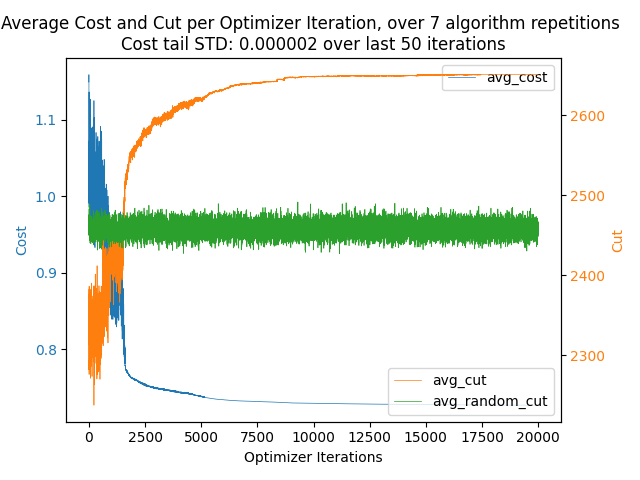 Average Cost and Cut per Optimizer Iteration, over 7 algorithm repetitions
Cost tail STD: 0.000002 over last 50 iterations
avg_cost
1.1
1.0
0.9
0.8
Cost
2600
2500
2400
2300
Cut
avg_cut
avg_random_cut
0
2500
5000
7500
10000
12500
15000
17500
20000
Optimizer Iterations